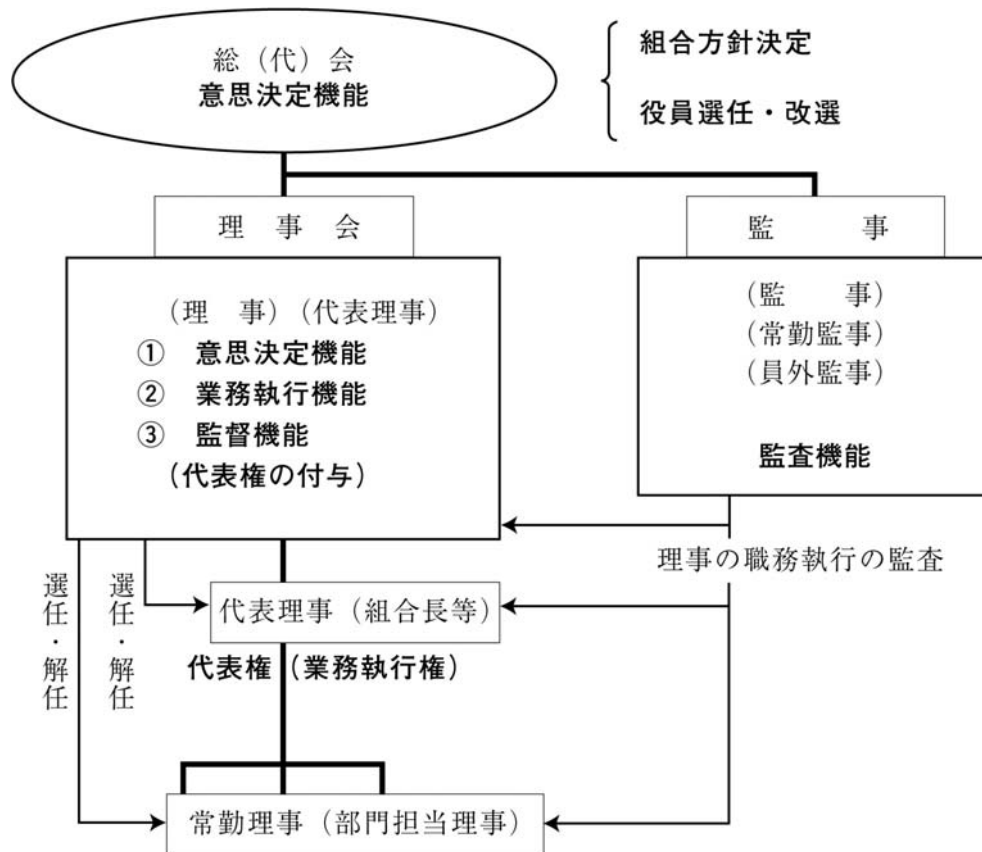 総（代）会
意思決定機能
組合方針決定
役員選任・改選
理　事　会
（理　事）（代表理事）
①　意思決定機能
②　業務執行機能
③　監督機能
（代表権の付与）
監　　事
（監　　事）
（常勤監事）
（員外監事）
監査機能
理事の職務執行の監査
選任・解任
選任・解任
代表理事（組合長等）
代表権（業務執行権）
常勤理事（部門担当理事）